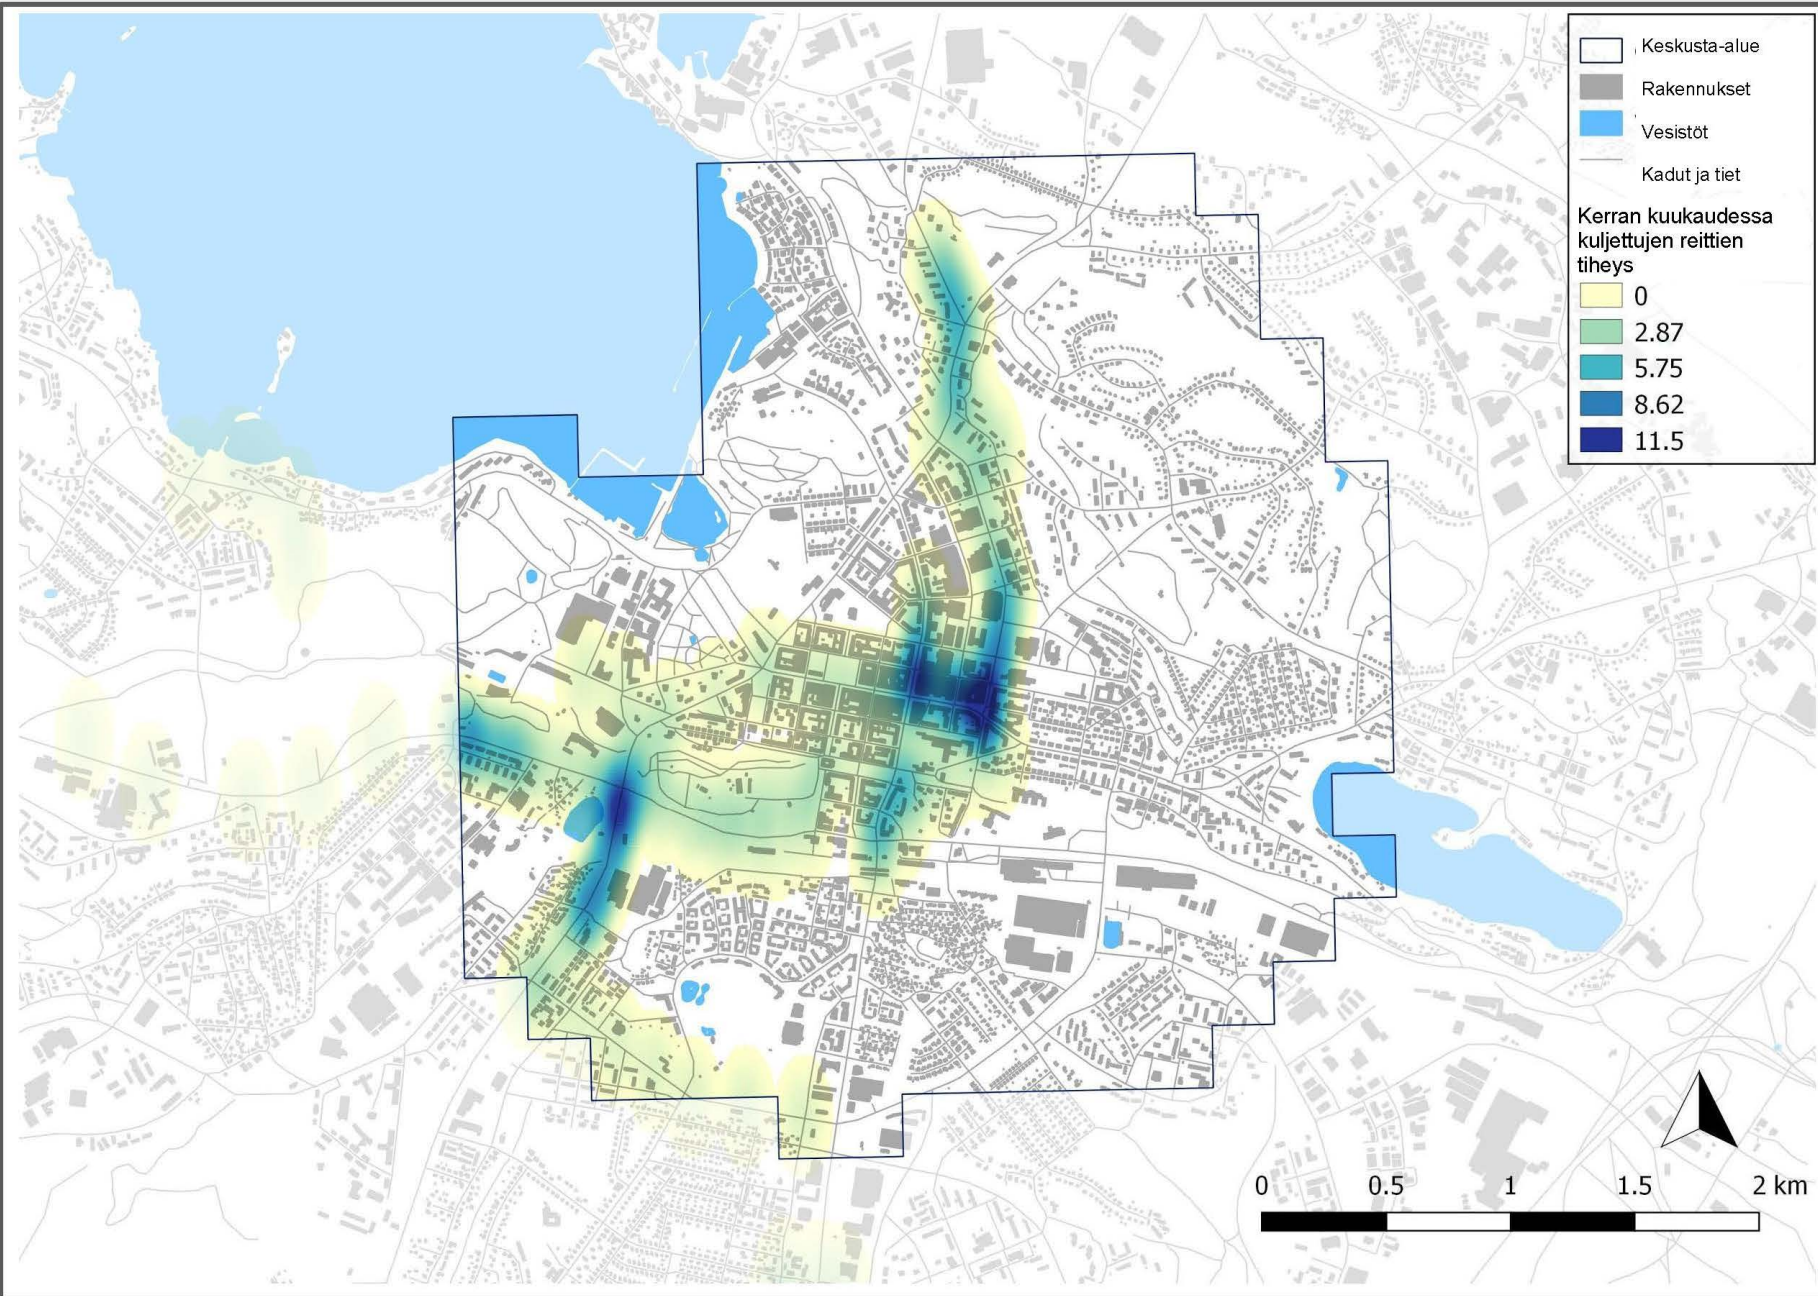 Keskusta-alue
Rakennukset
Vesistöt
Kadut ja tiet
Kerran kuukaudessa
kuljettujen reittien
tiheys
0
2.87
5.75
8.62
11.5
0 0.5 1 1.5 2 km